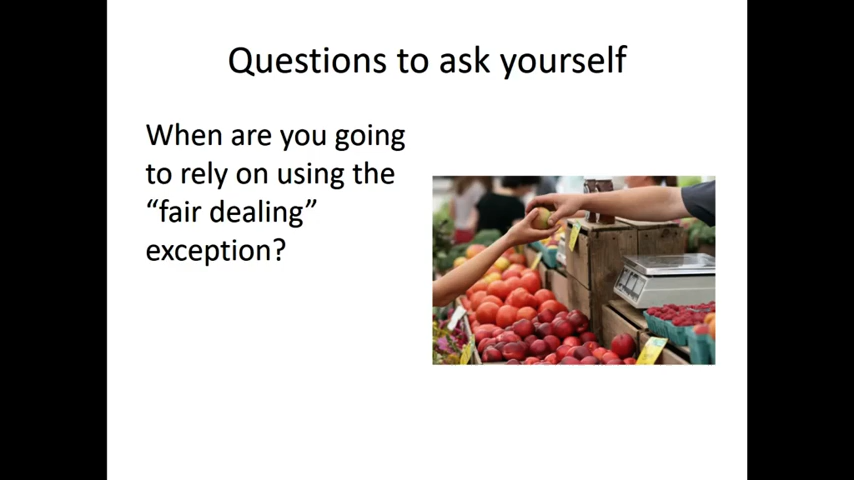 Questions to ask yourself
When are you going
to rely on using the
“fair dealing”
exception?